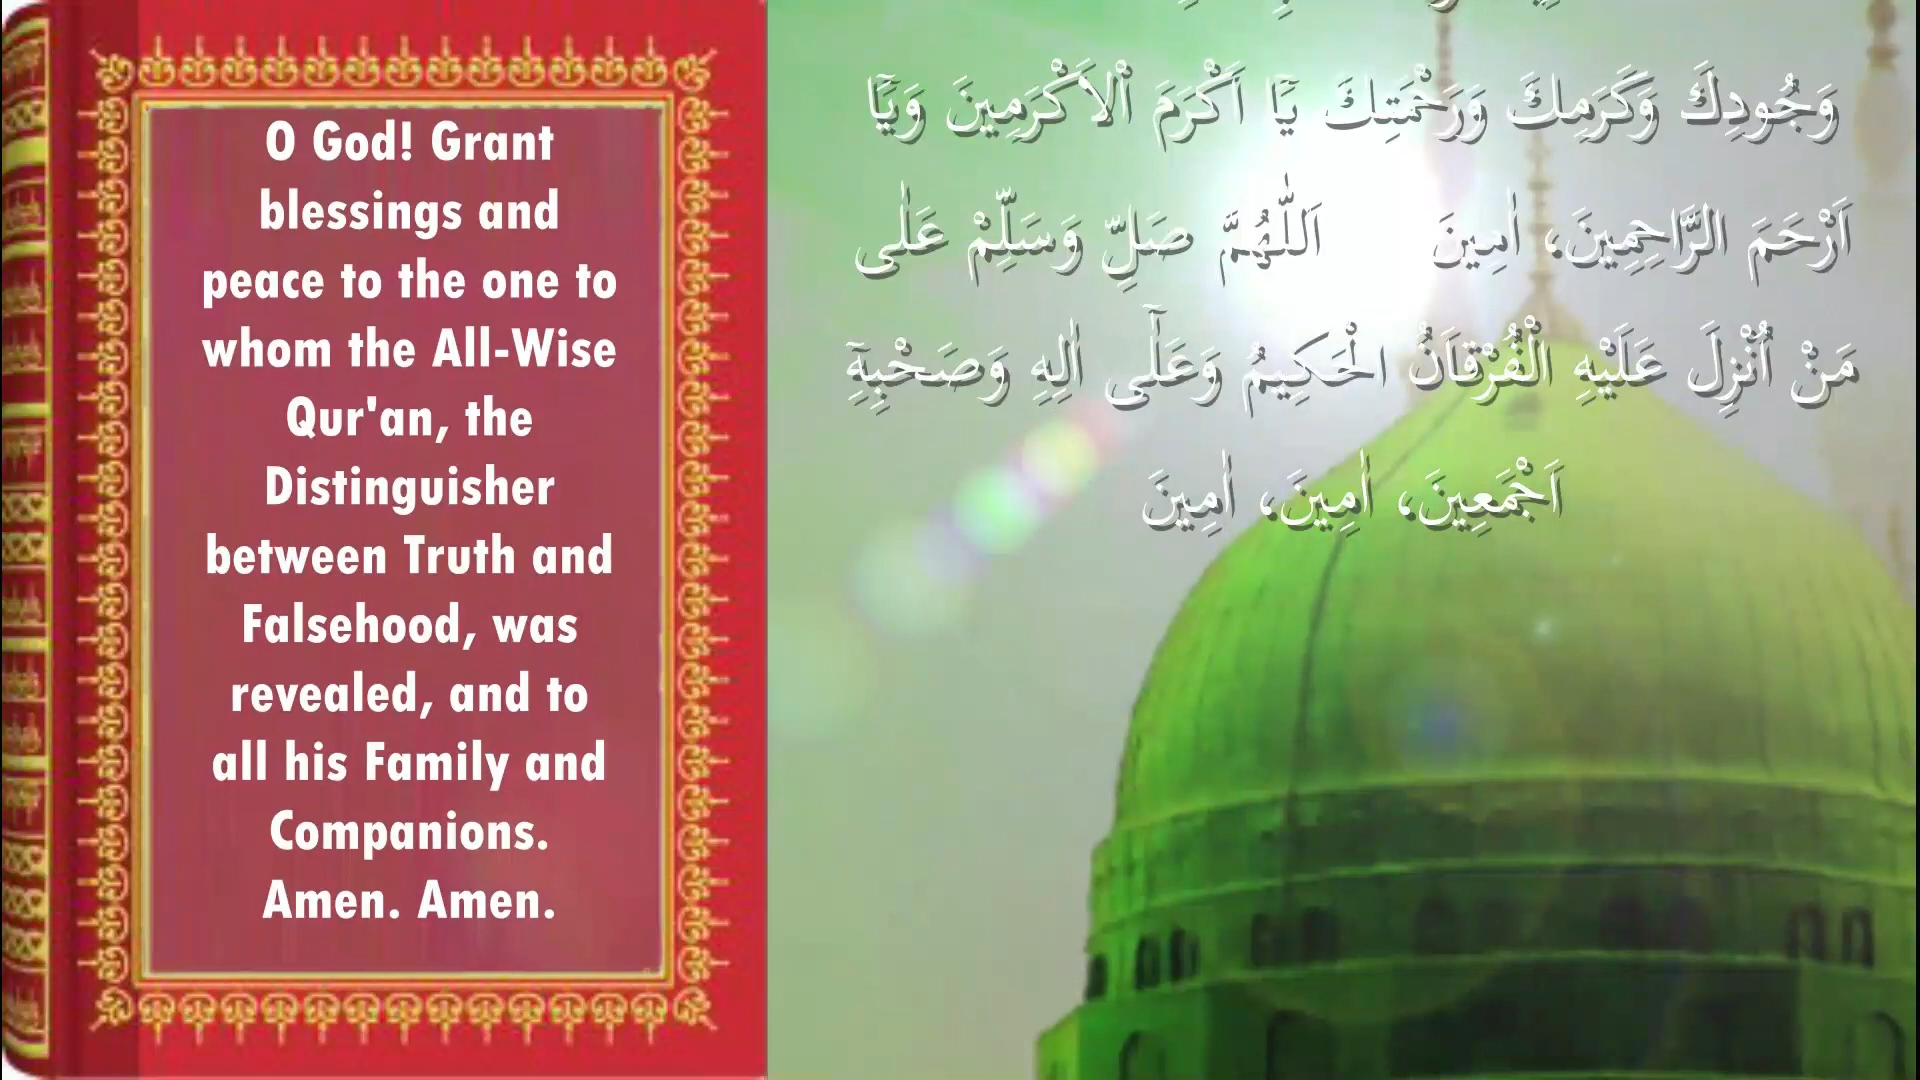 O God! Grant
blessings and
peace to the one to
whom the All-Wise
Qur'an, the
Distinguisher
between Truth and
Falsehood, was
revealed, and to
all his Family and
Companions.
Amen. Amen.
وَجُودِكَ وَكَرَمِكَ وَرَحْمَتِكَ يَٓا اَكْرَمَ اْلاَكْرَمِينَ وَيَٓا
اَرْحَمَ الرَّاحِمِينَ، اٰمِينَ اَللّٰهُمَّ صَلِّ وَسَلِّمْ عَلٰى
مَنْ اُنْزِلَ عَلَيْهِ الْفُرْقَانُ الْحَكِيمُ وَعَلٰٓى اٰلِهِ وَصَحْبِهِٓ
اَجْمَعِينَ، اٰمِينَ، اٰمِينَ